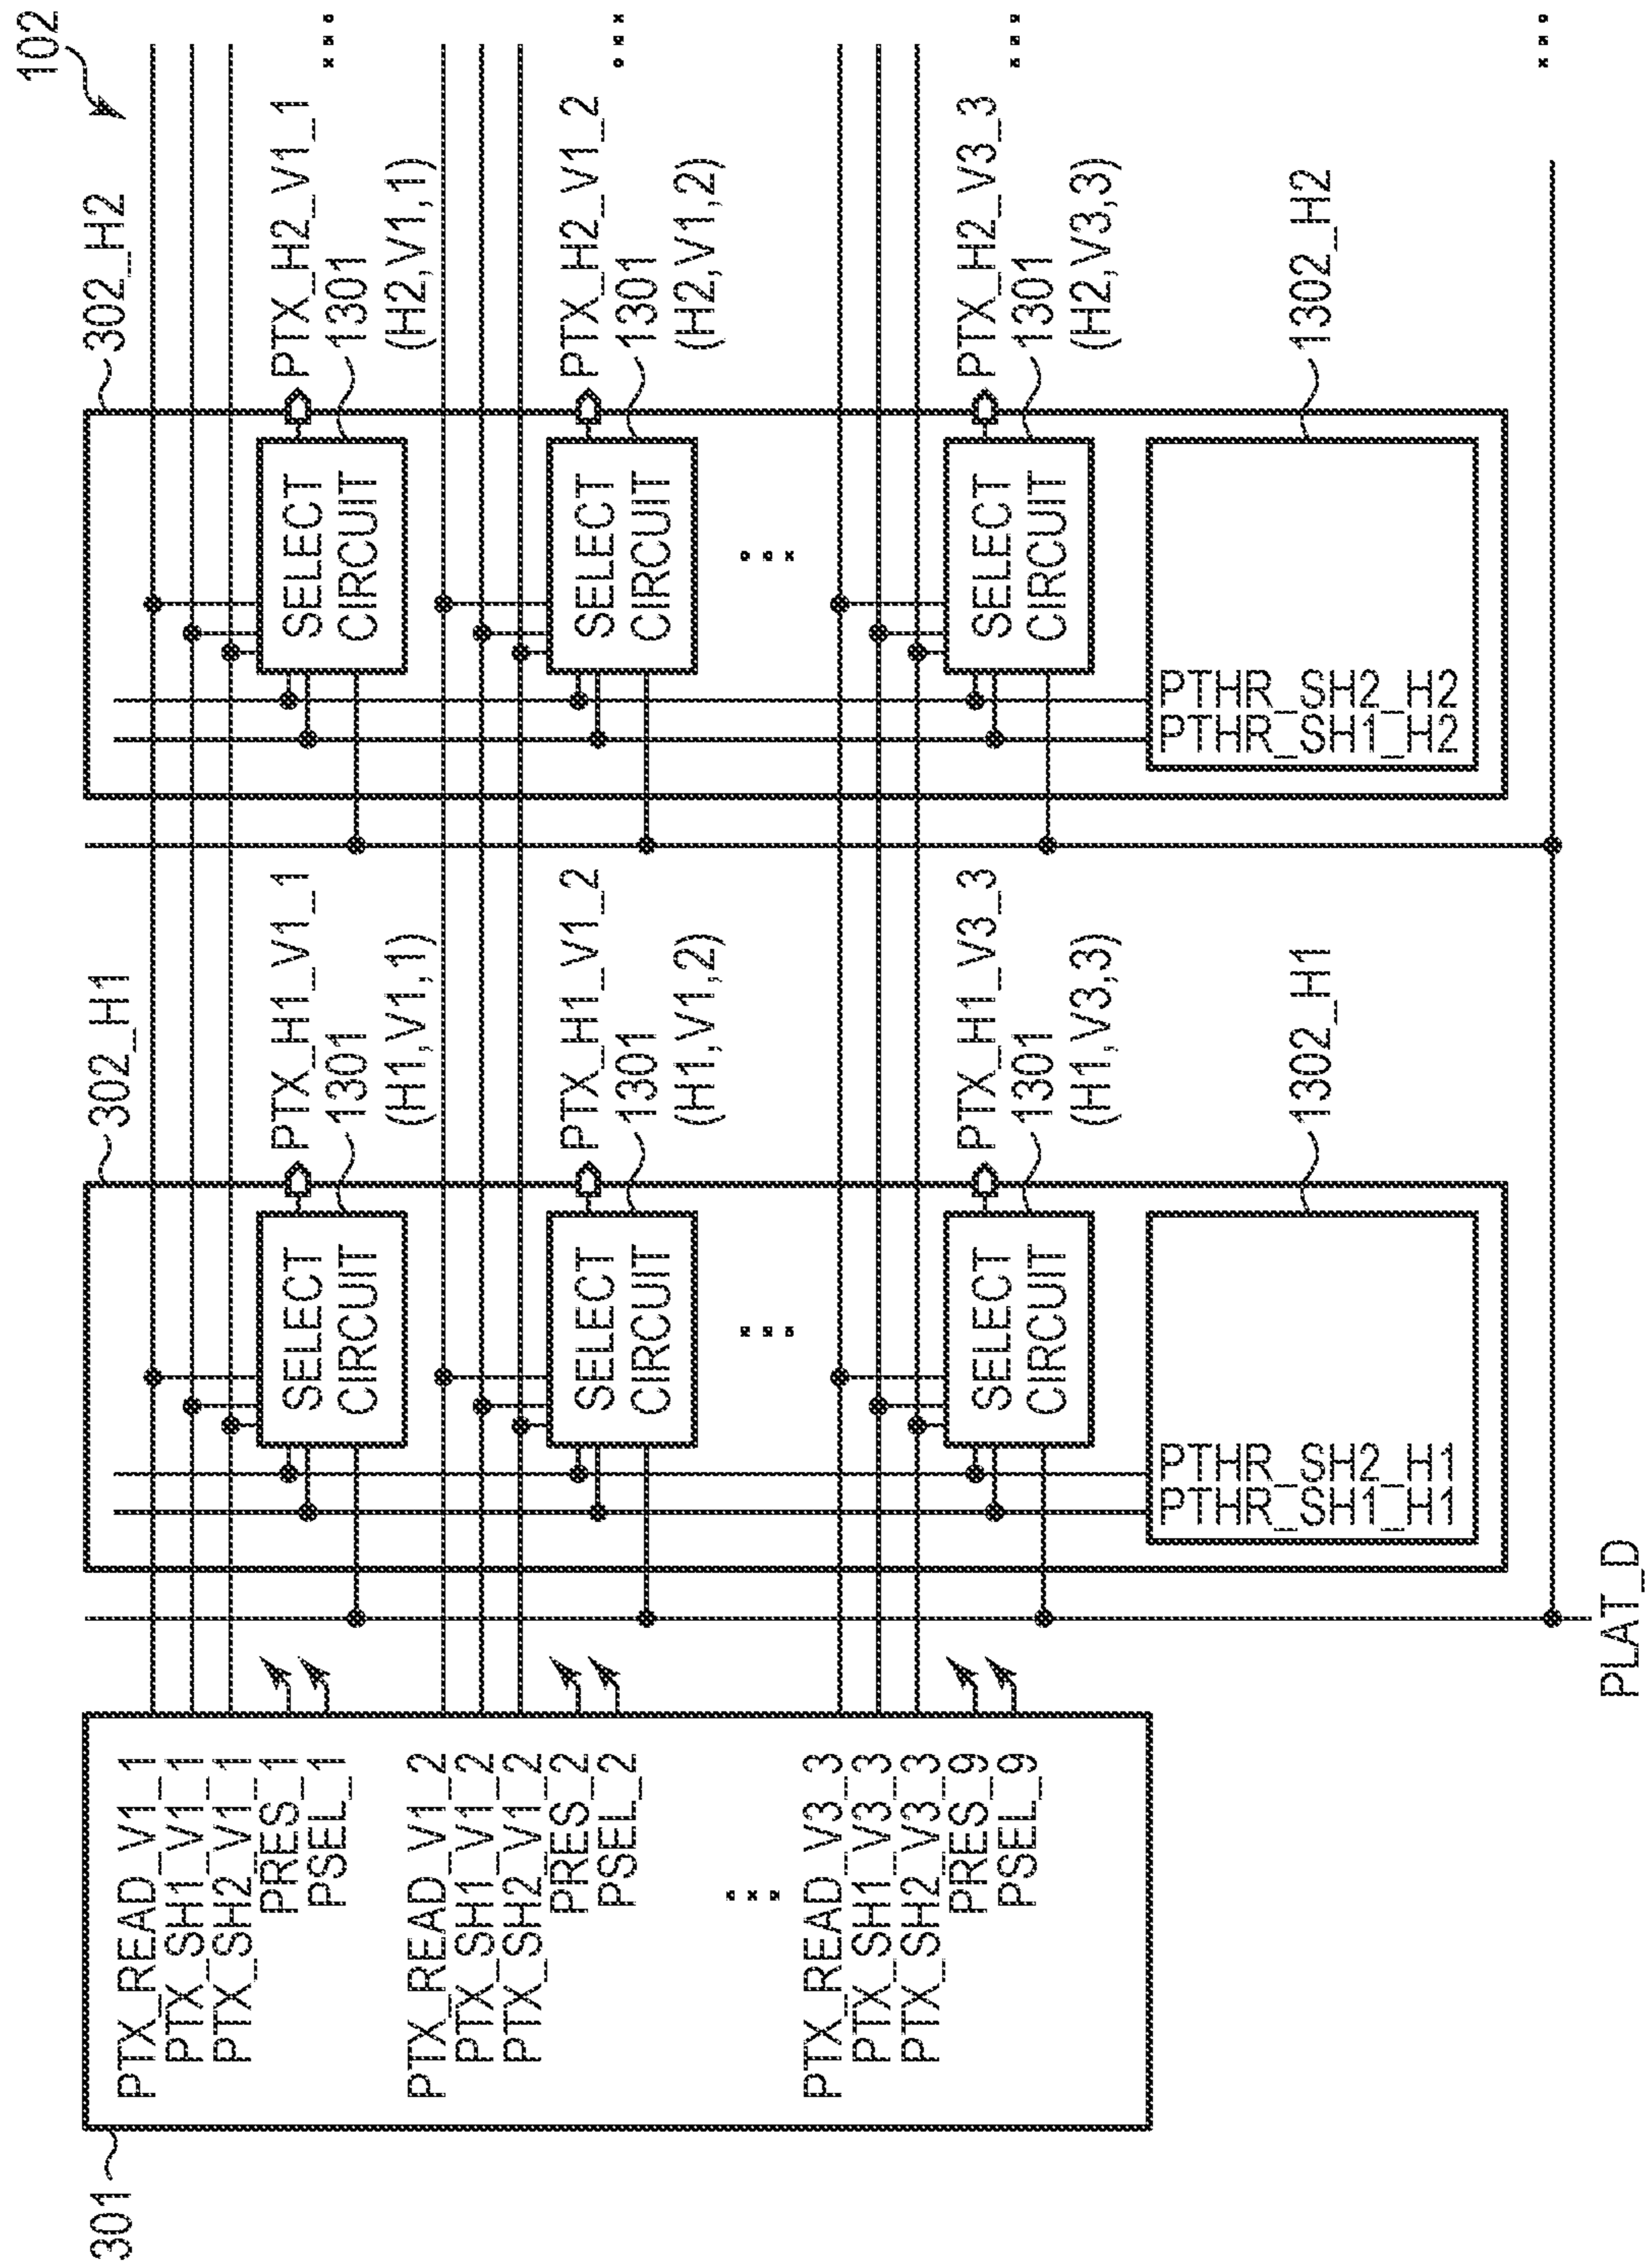 102
301
PTX_READ_V1_1
PTX_SH1_V1_1
PTX_SH2_V1_1
PRES_1
PSEL_1
PTX_READ_V1_2
PTX_SH1_V1_2
PTX_SH2_V1_2
PRES_2
PSEL_2
PTX_READ_V3_3
PTX_SH1_V3_3
PTX_SH2_V3_3
PRES_9
PSEL_9
302_H1
SELECT
CIRCUIT
PTX_H1_V1_1
1301
(H1,V1,1)
SELECT
CIRCUIT
PTX_H1_V1_2
1301
(H1,V1,2)
SELECT
CIRCUIT
PTX_H1_V3_3
1301
(H1,V3,3)
PTHR_SH2_H1
PTHR_SH1_H1
1302_H1
302_H2
SELECT
CIRCUIT
PTX_H2_V1_1
1301
(H2,V1,1)
SELECT
CIRCUIT
PTX_H2_V1_2
1301
(H2,V1,2)
SELECT
CIRCUIT
PTX_H2_V3_3
1301
(H2,V3,3)
PTHR_SH2_H2
PTHR_SH1_H2
1302_H2
PLAT_D